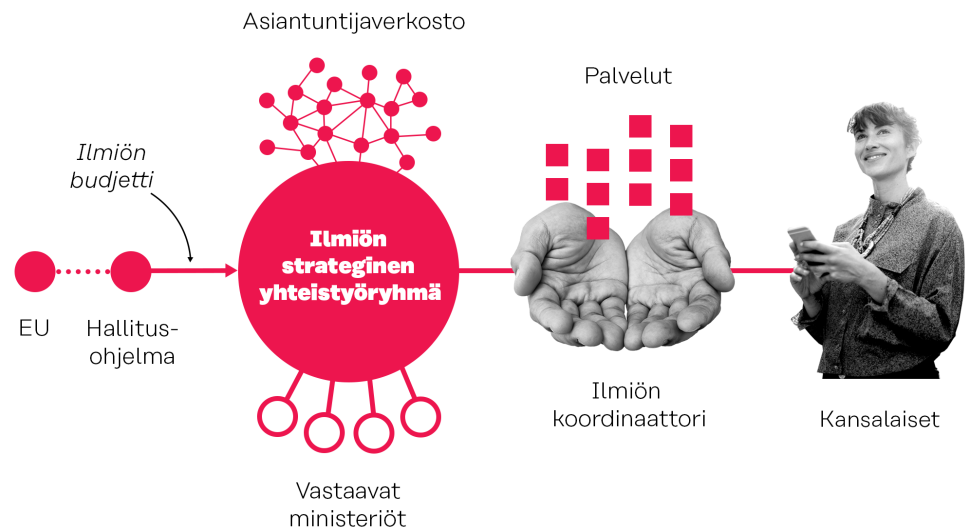 Asiantuntijaverkosto
Palvelut
Ilmiön
budjetti
Ilmiön
strateginen
yhteistyöryhmä
EU
Hallitus-
ohjelma
Ilmiön
koordinaattori
Kansalaiset
Vastaavat
ministeriöt